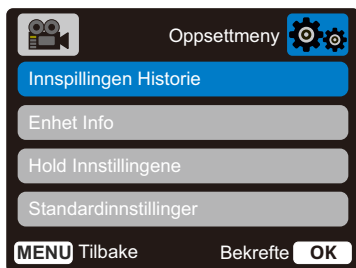 Oppsettmeny
Innspillingen Historie
Enhet Info
Hold Innstillingene
Standardinnstillinger
MENU Tilbake Bekrefte OK